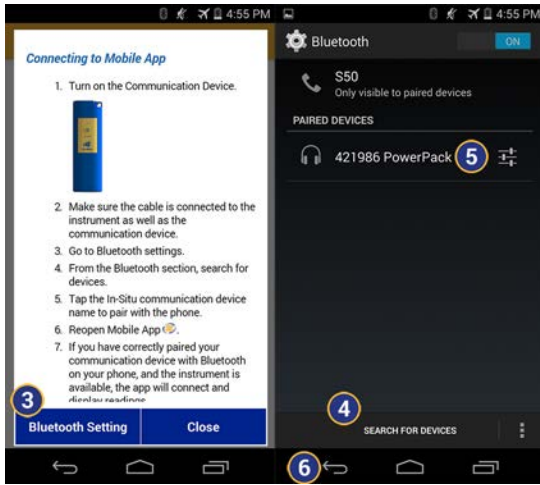 4:55 PM
Connecting to Mobile App
1. Turn on the Communication Device.
2. Make sure the cable is connected to the
instrument as well as the
communication device.
3. Go to Bluetooth settings.
4. From the Bluetooth section, search for
devices.
5. Tap the In-Situ communication device
name to pair with the phone.
6. Reopen Mobile App.
7. If you have correctly paired your
communication device with Bluetooth
on your phone, and the instrument is
available, the app will connect and
display readings
3
Bluetooth Setting
Close
4:55 PM
Bluetooth
ON
S50
Only visible to paired devices
PAIRED DEVICES
421986 PowerPack
5
4
SEARCH FOR DEVICES
6